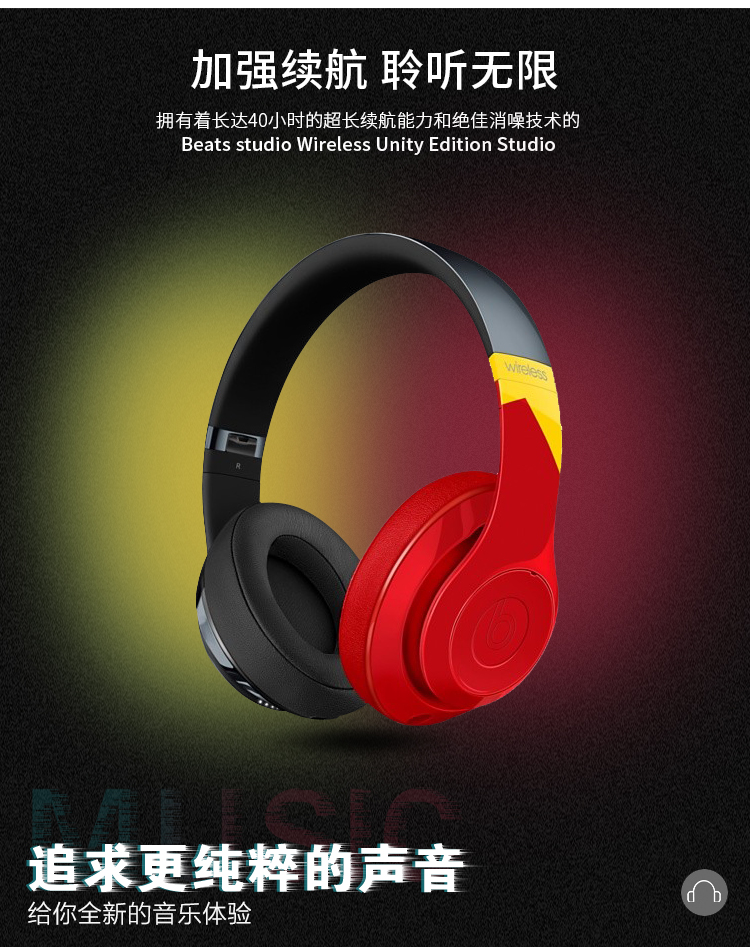 加强续航 聆听无限
拥有着长达40小时的超长续航能力和绝佳消噪技术的
Beats studio Wireless Unity Edition Studio
wireless
R
b
MUSIC
追求更纯粹的声音
给你全新的音乐体验